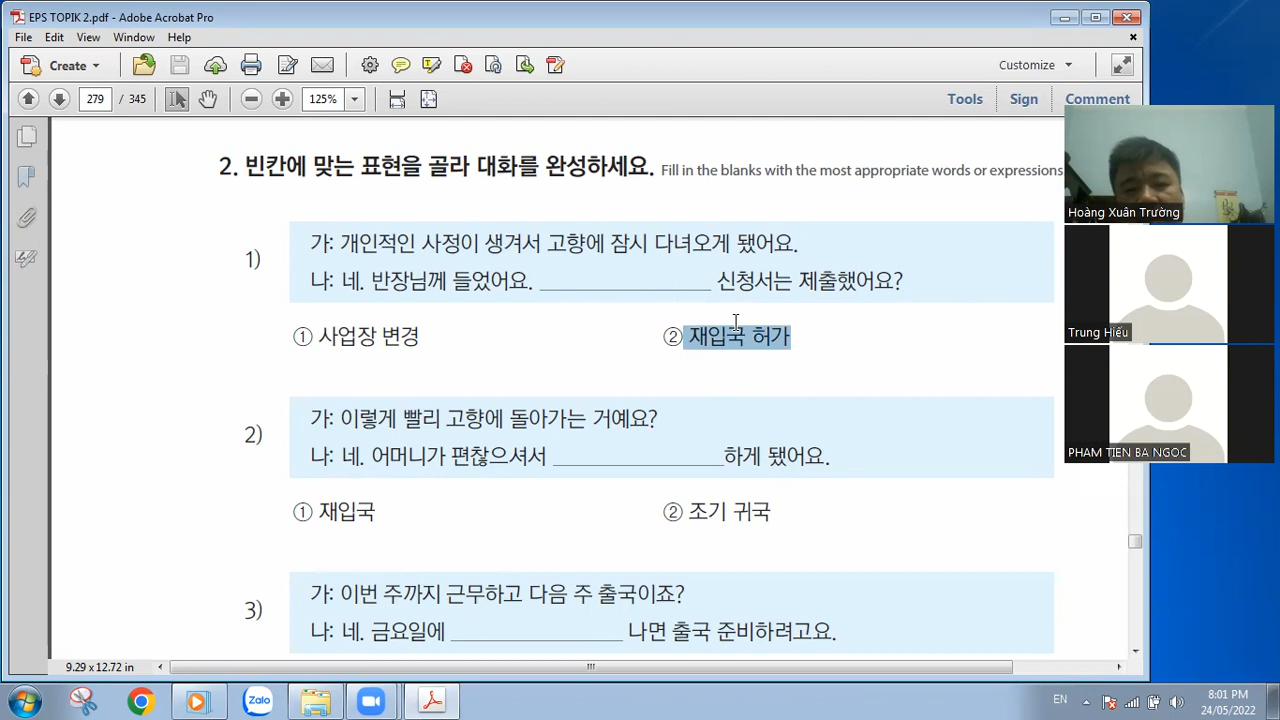 EPS TOPIK 2.pdf - Adobe Acrobat Pro
File Edit View Window Help
Create Customize
279 / 345 125% Tools Sign Comment
2. 빈칸에 맞는 표현을 골라 대화를 완성하세요. Fill in the blanks with the most appropriate words or expressions
1)
가: 개인적인 사정이 생겨서 고향에 잠시 다녀오게 됐어요.
나: 네. 반장님께 들었어요. ________________ 신청서는 제출했어요?
① 사업장 변경 ② 재입국 허가
2)
가: 이렇게 빨리 고향에 돌아가는 거예요?
나: 네. 어머니가 편찮으셔서 ________________하게 됐어요.
① 재입국 ② 조기 귀국
3)
가: 이번 주까지 근무하고 다음 주 출국이죠?
나: 네. 금요일에 ________________ 나면 출국 준비하려고요.
9.29 x 12.72 in
Hoàng Xuân Trường
Trung Hiếu
PHAM TIEN BA NGOC
Zalo
EN
8:01 PM
24/05/2022